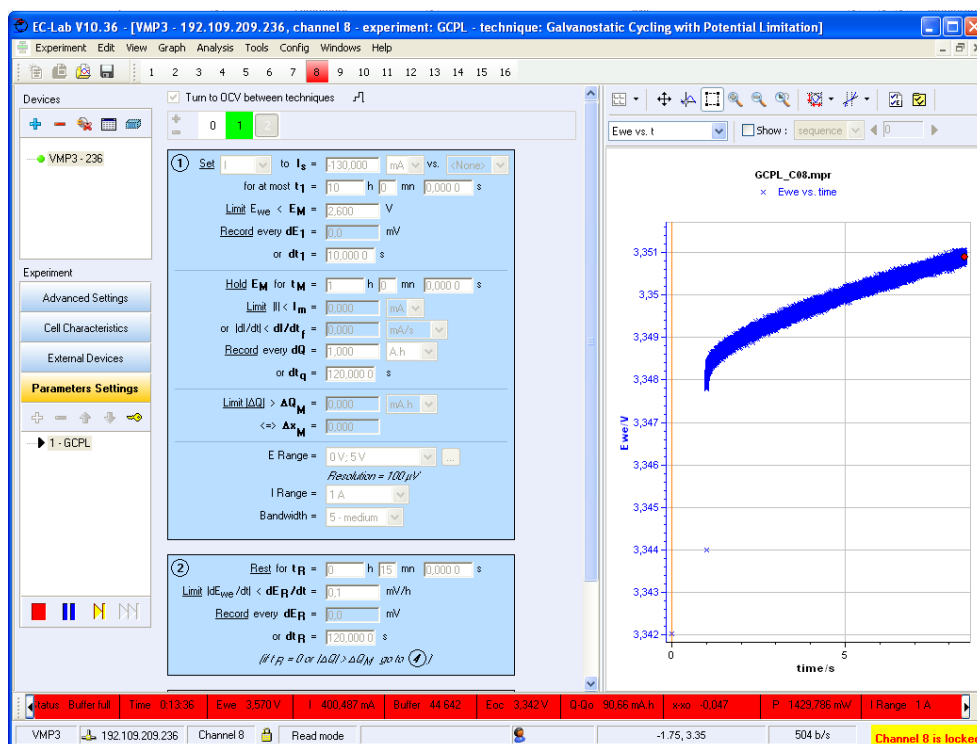 EC-Lab V10.36 - [VMP3 - 192.109.209.236, channel 8 - experiment: GCPL - technique: Galvanostatic Cycling with Potential Limitation]
Experiment Edit View Graph Analysis Tools Config Windows Help
1 2 3 4 5 6 7 8 9 10 11 12 13 14 15 16
Devices
VMP3 - 236
Experiment
Advanced Settings
Cell Characteristics
External Devices
Parameters Settings
1 - GCPL
Turn to OCV between techniques
0 1 2
1 Set I to Is = -130,000 mA vs. <None>
for at most t1 = 10 h 0 mn 0,000 0 s
Limit Ewe < EM = 2,600 V
Record every dE1 = 0,0 mV
or dt1 = 10,000 0 s
Hold EM for tM = 1 h 0 mn 0,000 0 s
Limit |I| < Im = 0,000 mA
or |dI/dt| < dI/dtf = 0,000 mA/s
Record every dQ = 1,000 A.h
or dtq = 120,000 0 s
Limit |ΔQ| > ΔQM = 0,000 mA.h
<=> ΔxM = 0,000
E Range = 0 V; 5 V ...
Resolution = 100 µV
I Range = 1 A
Bandwidth = 5 - medium
2 Rest for tR = 0 h 15 mn 0,000 0 s
Limit |dEwe/dt| < dER/dt = 0,1 mV/h
Record every dER = 0,0 mV
or dtR = 120,000 0 s
(if tR = 0 or |ΔQ| > ΔQM go to 4)
Ewe vs. t Show : sequence 0
GCPL_C08.mpr
Ewe vs. time
3,351
3,35
3,349
3,348
3,347
3,346
3,345
3,344
3,343
3,342
Ewe/V
0 5
time/s
Status Buffer full Time 0:13:36 Ewe 3,570 V I 400,487 mA Buffer 44 642 Eoc 3,342 V Q-Qo 90,66 mA.h x-xo -0,047 P 1429,786 mW I Range 1 A
VMP3 192.109.209.236 Channel 8 Read mode -1.75, 3.35 504 b/s Channel 8 is locked